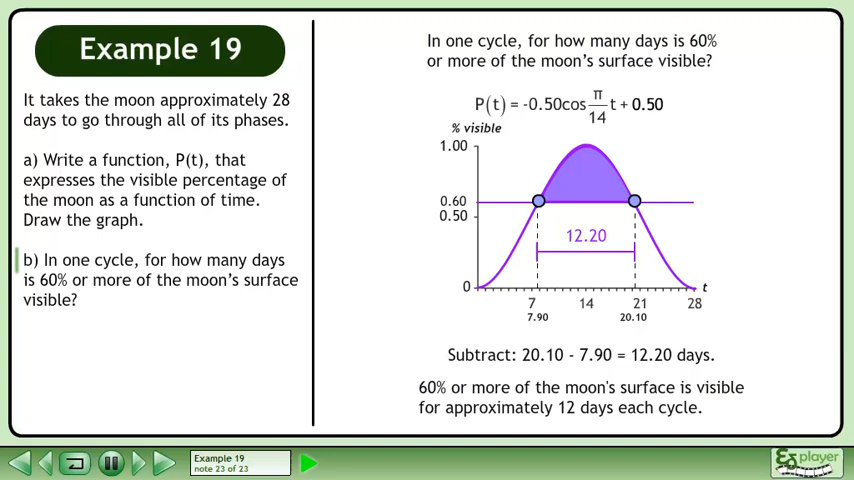 Example 19
It takes the moon approximately 28
days to go through all of its phases.
a) Write a function, P(t), that
expresses the visible percentage of
the moon as a function of time.
Draw the graph.
b) In one cycle, for how many days
is 60% or more of the moon's surface
visible?
In one cycle, for how many days is 60%
or more of the moon's surface visible?
P(t) = -0.50cos π/14 t + 0.50
% visible
1.00
0.60
0.50
12.20
0
t
7 14 21 28
7.90 20.10
Subtract: 20.10 - 7.90 = 12.20 days.
60% or more of the moon's surface is visible
for approximately 12 days each cycle.
Example 19
note 23 of 23
player